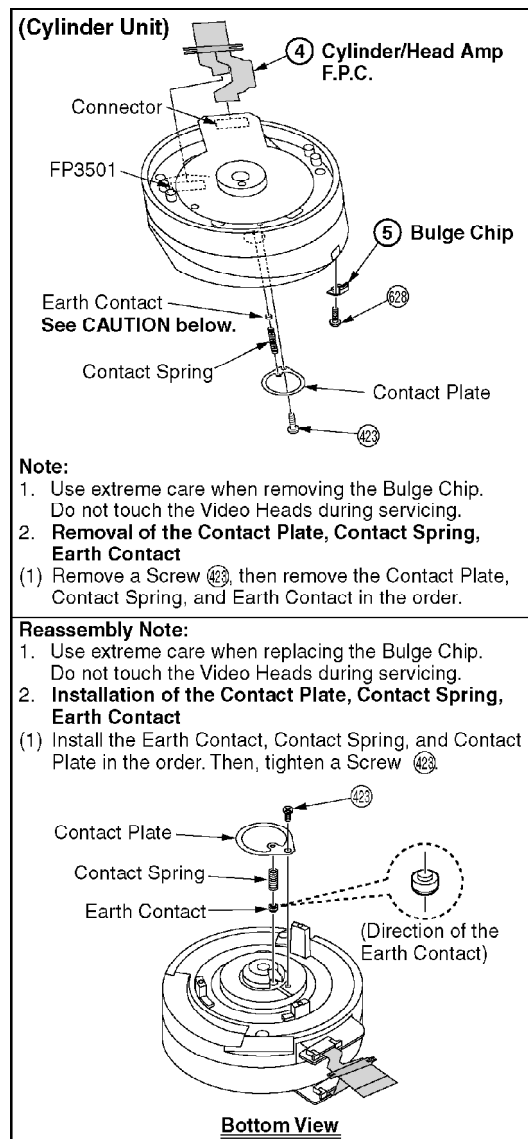 (Cylinder Unit)
④ Cylinder/Head Amp
F.P.C.
Connector
FP3501
⑤ Bulge Chip
628
Earth Contact
See CAUTION below.
Contact Spring
Contact Plate
423
Note:
1. Use extreme care when removing the Bulge Chip.
Do not touch the Video Heads during servicing.
2. Removal of the Contact Plate, Contact Spring,
Earth Contact
(1) Remove a Screw 423, then remove the Contact Plate,
Contact Spring, and Earth Contact in the order.
Reassembly Note:
1. Use extreme care when replacing the Bulge Chip.
Do not touch the Video Heads during servicing.
2. Installation of the Contact Plate, Contact Spring,
Earth Contact
(1) Install the Earth Contact, Contact Spring, and Contact
Plate in the order. Then, tighten a Screw 423.
423
Contact Plate
Contact Spring
Earth Contact
(Direction of the
Earth Contact)
Bottom View